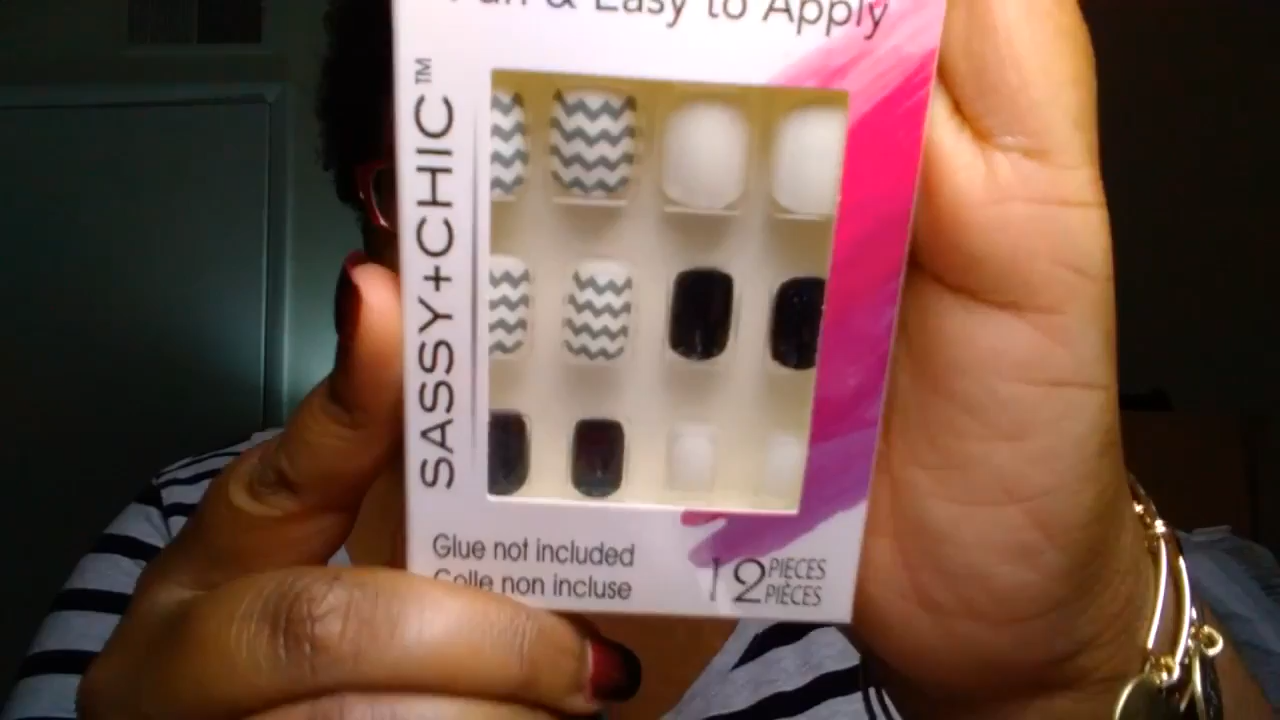 Fun & Easy to Apply
SASSY+CHIC™
Glue not included
Colle non incluse
12 PIECES
PIÈCES